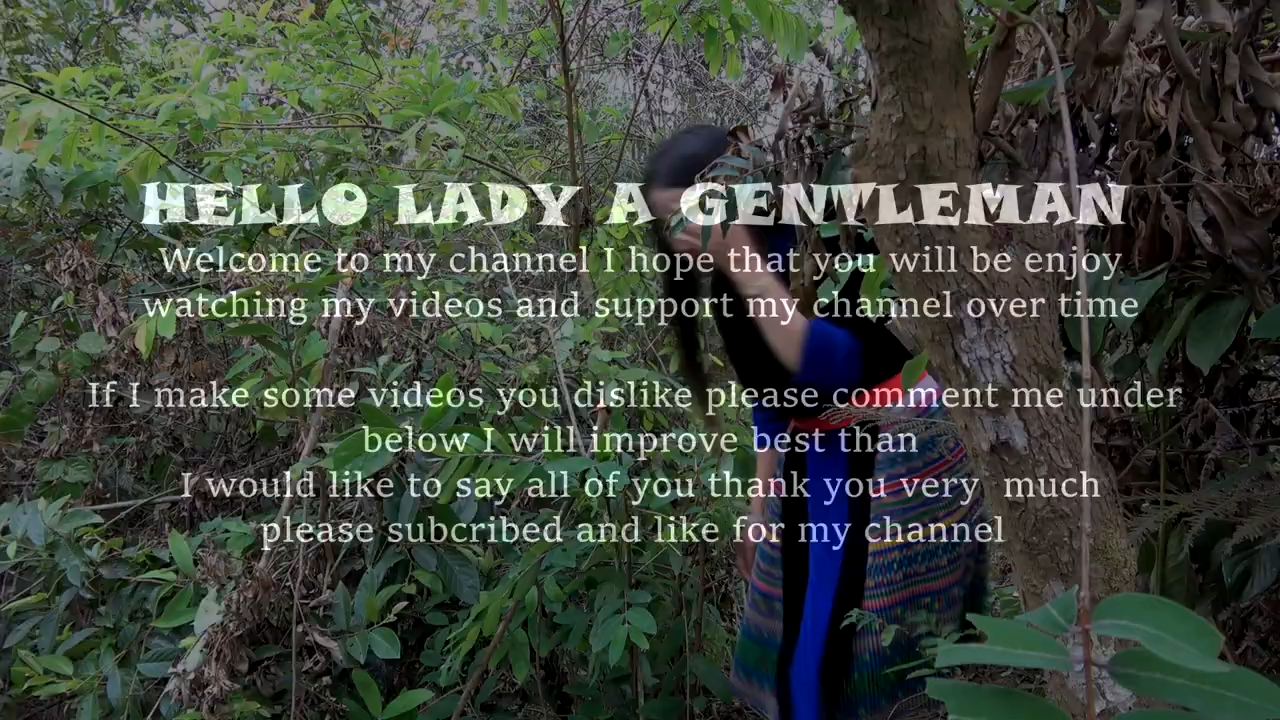 HELLO LADY A GENTLEMAN
Welcome to my channel I hope that you will be enjoy
watching my videos and support my channel over time
If I make some videos you dislike please comment me under
below I will improve best than
I would like to say all of you thank you very much
please subcribed and like for my channel